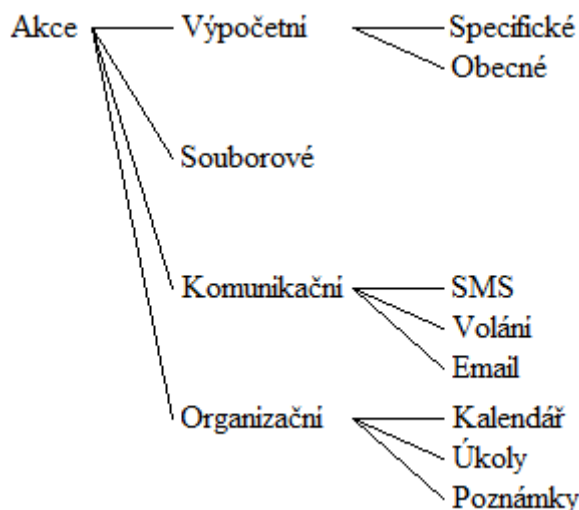 Akce Výpočetní Specifické
Obecné
Souborové
Komunikační SMS
Volání
Email
Organizační Kalendář
Úkoly
Poznámky